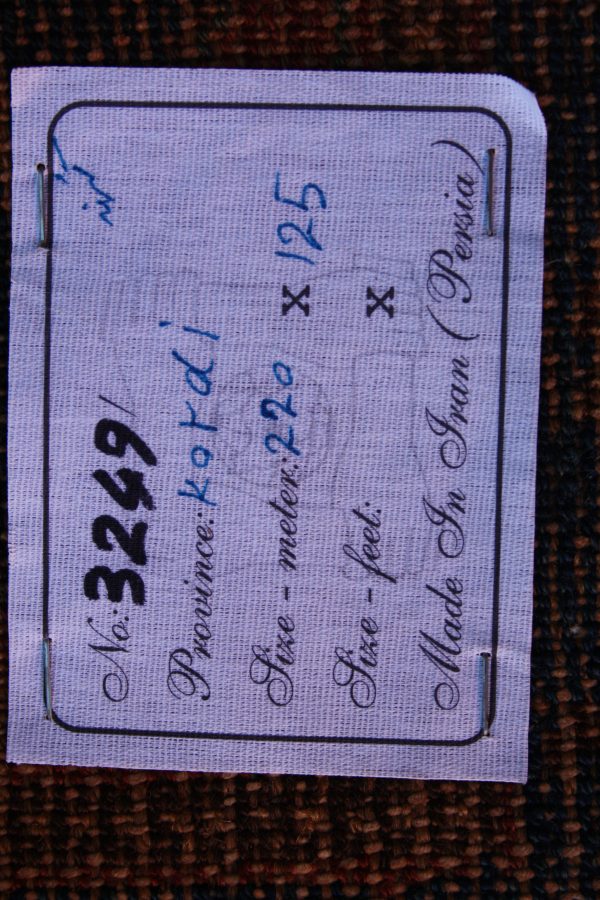 No.: 3249
Province.: Kordi
Size - meter.: 220 x 125
Size - feet.: x
Made In Iran ( Persia )